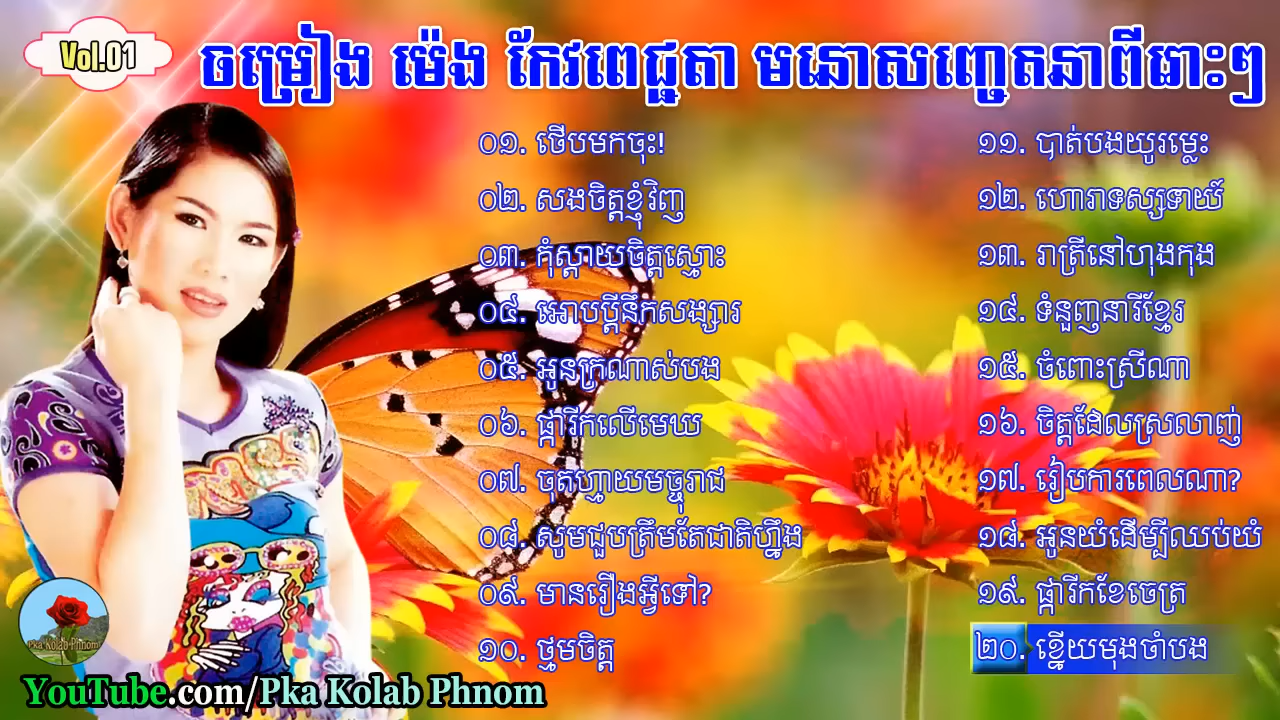 Vol.01
ចម្រៀង ម៉េង កែវពេជ្ឈតា មនោសញ្ចេតនាពីរោះៗ
០១. ថើបមកចុះ!
០២. សងចិត្តខ្ញុំវិញ
០៣. គុំស្ដាយចិត្តស្មោះ
០៤. អោបប្ដីនឹកសង្សារ
០៥. អូនក្រណាស់បង
០៦. ផ្ការីកលើមេឃ
០៧. ចុតហ្មាយមច្ចុរាជ
០៨. សូមជួបត្រឹមតែជាតិហ្នឹង
០៩. មានរឿងអ្វីទៅ?
១០. ថ្មមចិត្ត
១១. បាត់បងយូរម្លេះ
១២. ហោរាទស្សទាយ៍
១៣. រាត្រីនៅហុងកុង
១៤. ទំនួញនារីខ្មែរ
១៥. ចំពោះស្រីណា
១៦. ចិត្តដែលស្រលាញ់
១៧. រៀបការពេលណា?
១៨. អូនយំដើម្បីឈប់យំ
១៩. ផ្ការីកខែចេត្រ
២០. ខ្នើយមុងចាំបង
Pka Kolab Phnom
YouTube.com/Pka Kolab Phnom